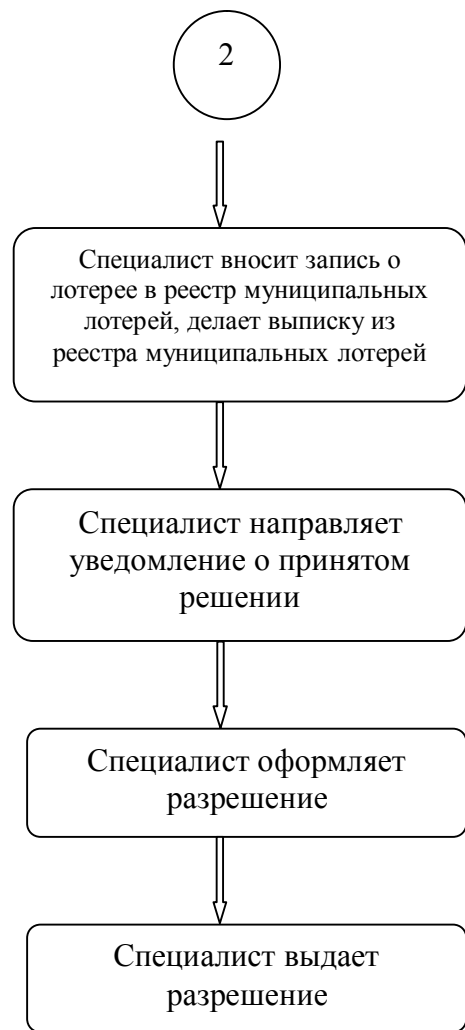 2
Специалист вносит запись о
лотерее в реестр муниципальных
лотерей, делает выписку из
реестра муниципальных лотерей
Специалист направляет
уведомление о принятом
решении
Специалист оформляет
разрешение
Специалист выдает
разрешение